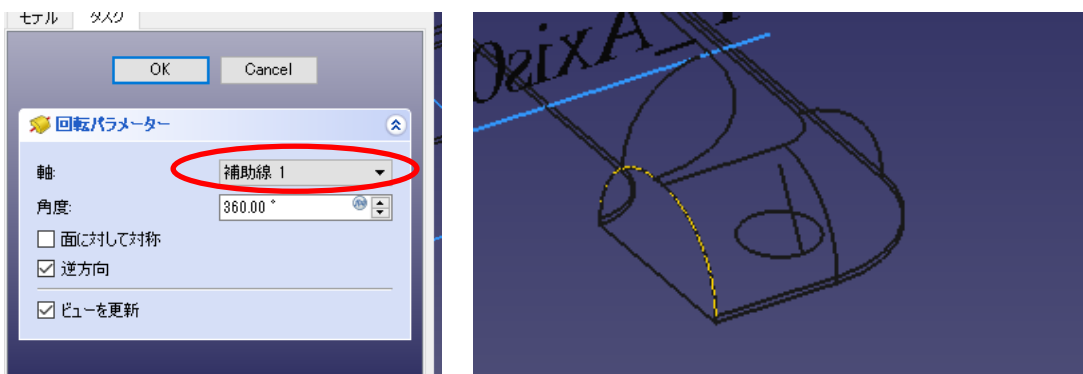 モデル タスク
OK Cancel
回転パラメーター
軸: 補助線 1
角度: 360.00 °
面に対して対称
逆方向
ビューを更新